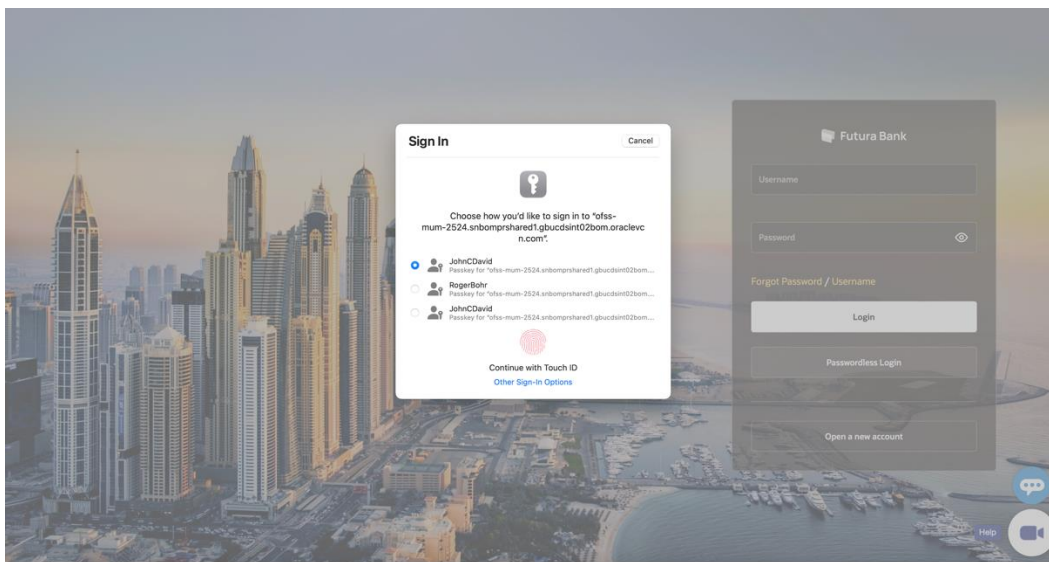 Sign In
Cancel
Choose how you'd like to sign in to "ofss-
mum-2524.snbomprshared1.gbucdsint02bom.oraclevc
n.com".
JohnCDavid
Passkey for "ofss-mum-2524.snbomprshared1.gbucdsint02bom....
RogerBohr
Passkey for "ofss-mum-2524.snbomprshared1.gbucdsint02bom....
JohnCDavid
Passkey for "ofss-mum-2524.snbomprshared1.gbucdsint02bom....
Continue with Touch ID
Other Sign-In Options
Futura Bank
Username
Password
Forgot Password / Username
Login
Passwordless Login
Open a new account
Help